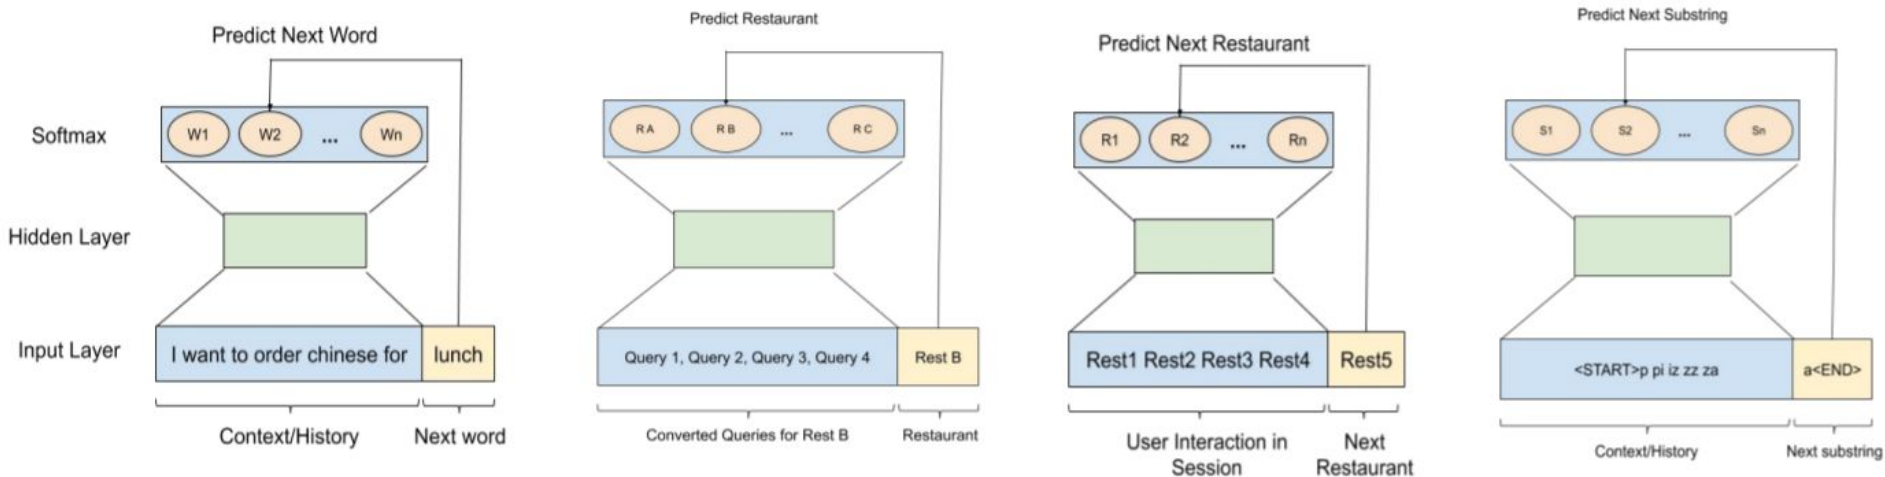 Predict Next Word
Softmax
W1 W2 ... Wn
Hidden Layer
Input Layer
I want to order chinese for lunch
Context/History Next word
Predict Restaurant
R A R B ... R C
Query 1, Query 2, Query 3, Query 4 Rest B
Converted Queries for Rest B Restaurant
Predict Next Restaurant
R1 R2 ... Rn
Rest1 Rest2 Rest3 Rest4 Rest5
User Interaction in
Session
Next
Restaurant
Predict Next Substring
S1 S2 ... Sn
<START>p pi iz zz za a<END>
Context/History Next substring